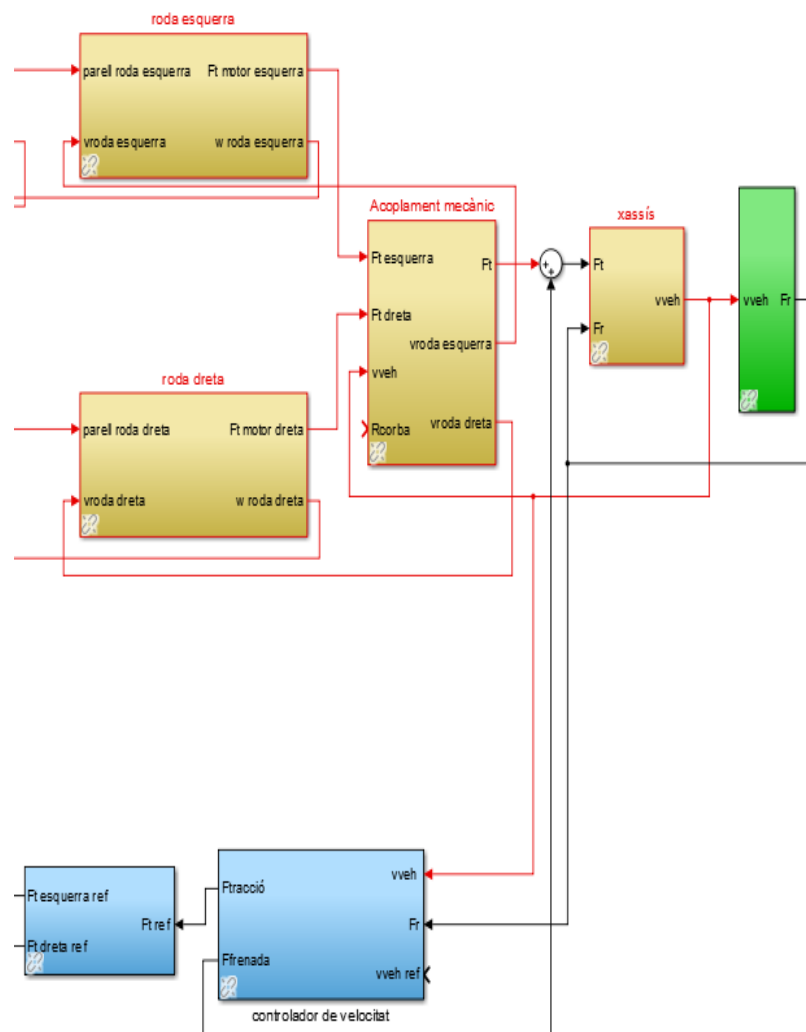 roda esquerra
parell roda esquerra
Ft motor esquerra
vroda esquerra
w roda esquerra
Acoplament mecànic
Ft esquerra
Ft
Ft dreta
vroda esquerra
vveh
vroda dreta
Rcorba
xassís
Ft
vveh
Fr
vveh
Fr
roda dreta
parell roda dreta
Ft motor dreta
vroda dreta
w roda dreta
Ft esquerra ref
Ft ref
Ft dreta ref
Ftracció
vveh
Fr
Ffrenada
vveh ref
controlador de velocitat